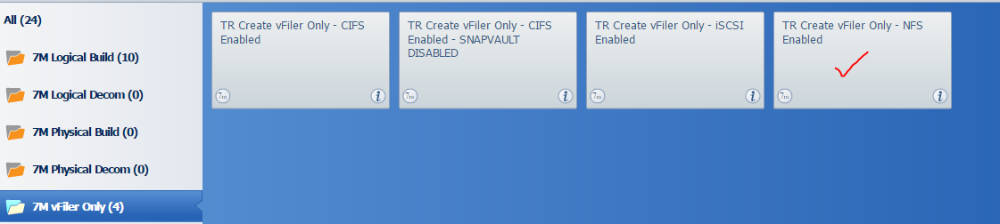 All (24)
7M Logical Build (10)
7M Logical Decom (0)
7M Physical Build (0)
7M Physical Decom (0)
7M vFiler Only (4)
TR Create vFiler Only - CIFS
Enabled
7m
i
TR Create vFiler Only - CIFS
Enabled - SNAPVAULT
DISABLED
7m
i
TR Create vFiler Only - iSCSI
Enabled
7m
i
TR Create vFiler Only - NFS
Enabled
7m
i